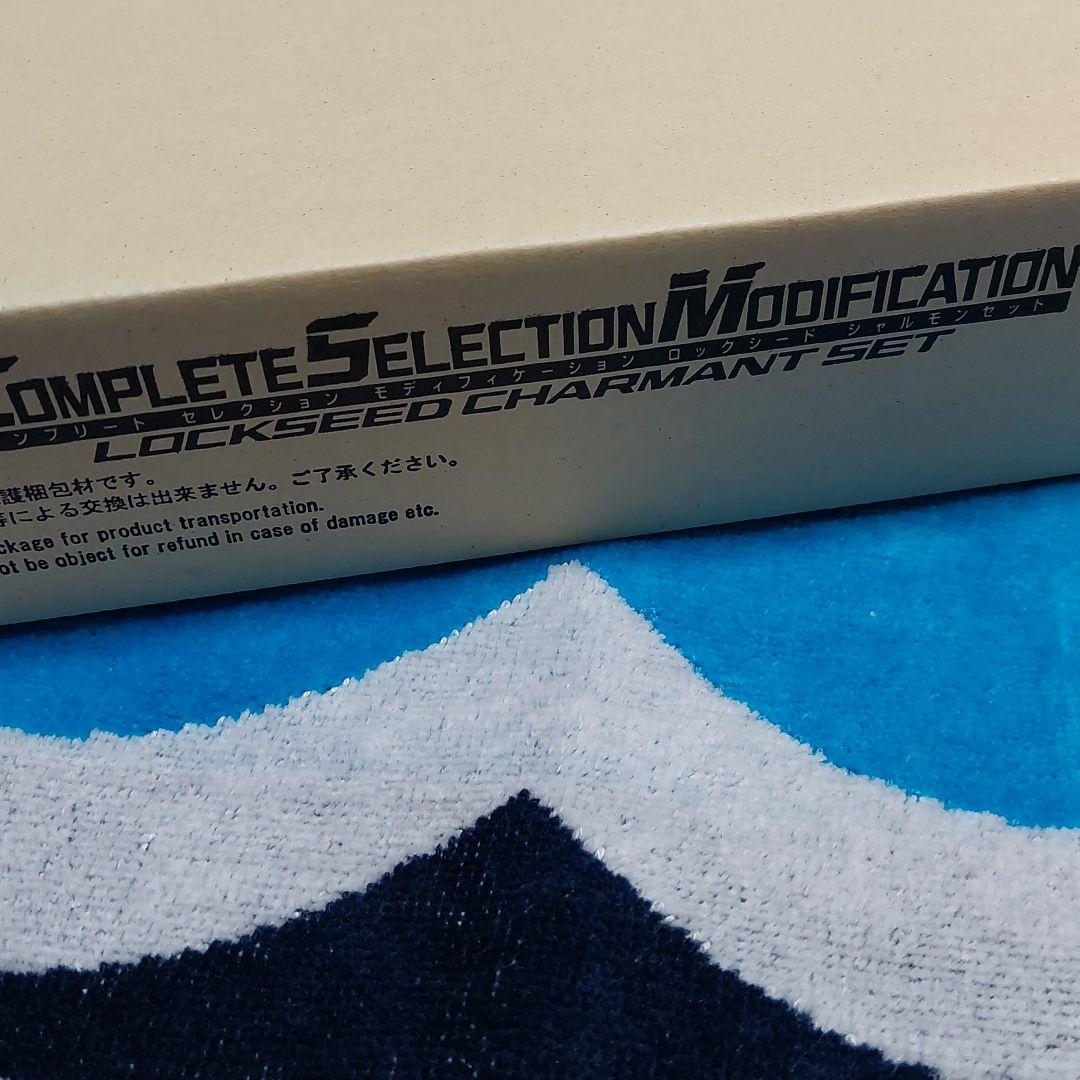 COMPLETE SELECTION MODIFICATION
ンプリート セレクション モディフィケーション ロックシード シャルモンセット
LOCKSEED CHARMANT SET
護梱包材です。
等による交換は出来ません。ご了承ください。
ckage for product transportation.
ot be object for refund in case of damage etc.